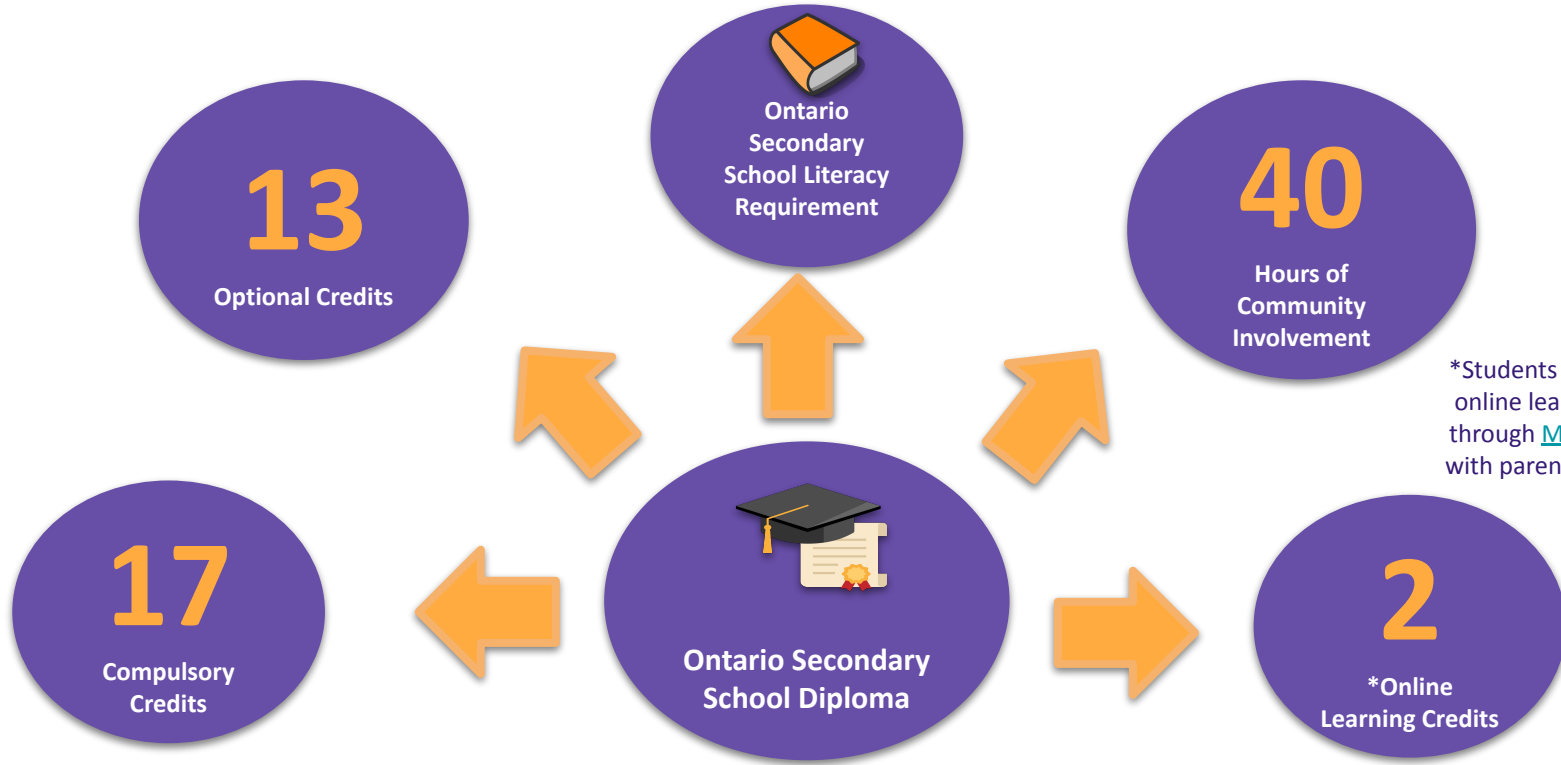 Ontario
Secondary
School Literacy
Requirement
13
Optional Credits
40
Hours of
Community
Involvement
*Students
online lea
through M
with paren
17
Compulsory
Credits
Ontario Secondary
School Diploma
2
*Online
Learning Credits